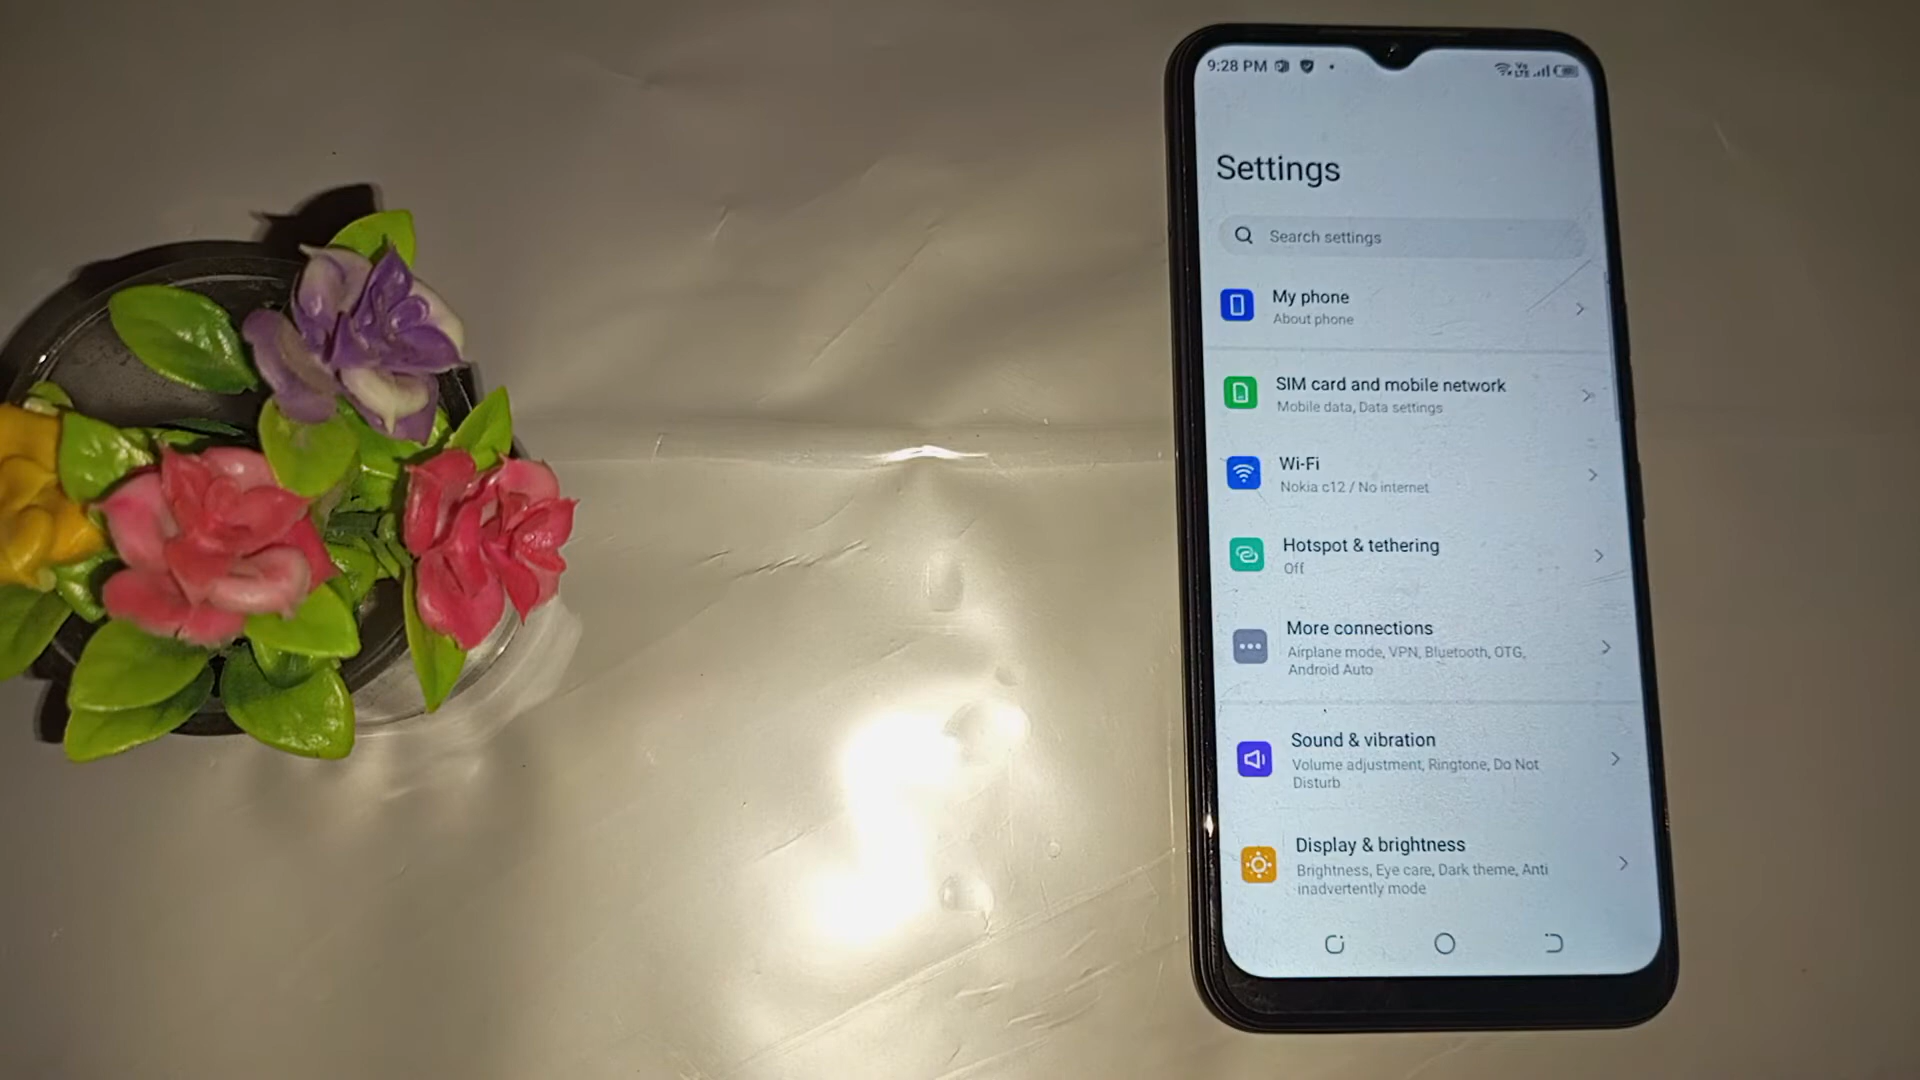 9:28 PM
Vo
LTE
Settings
Search settings
My phone
About phone
SIM card and mobile network
Mobile data, Data settings
Wi-Fi
Nokia c12 / No internet
Hotspot & tethering
Off
More connections
Airplane mode, VPN, Bluetooth, OTG,
Android Auto
Sound & vibration
Volume adjustment, Ringtone, Do Not
Disturb
Display & brightness
Brightness, Eye care, Dark theme, Anti
inadvertently mode